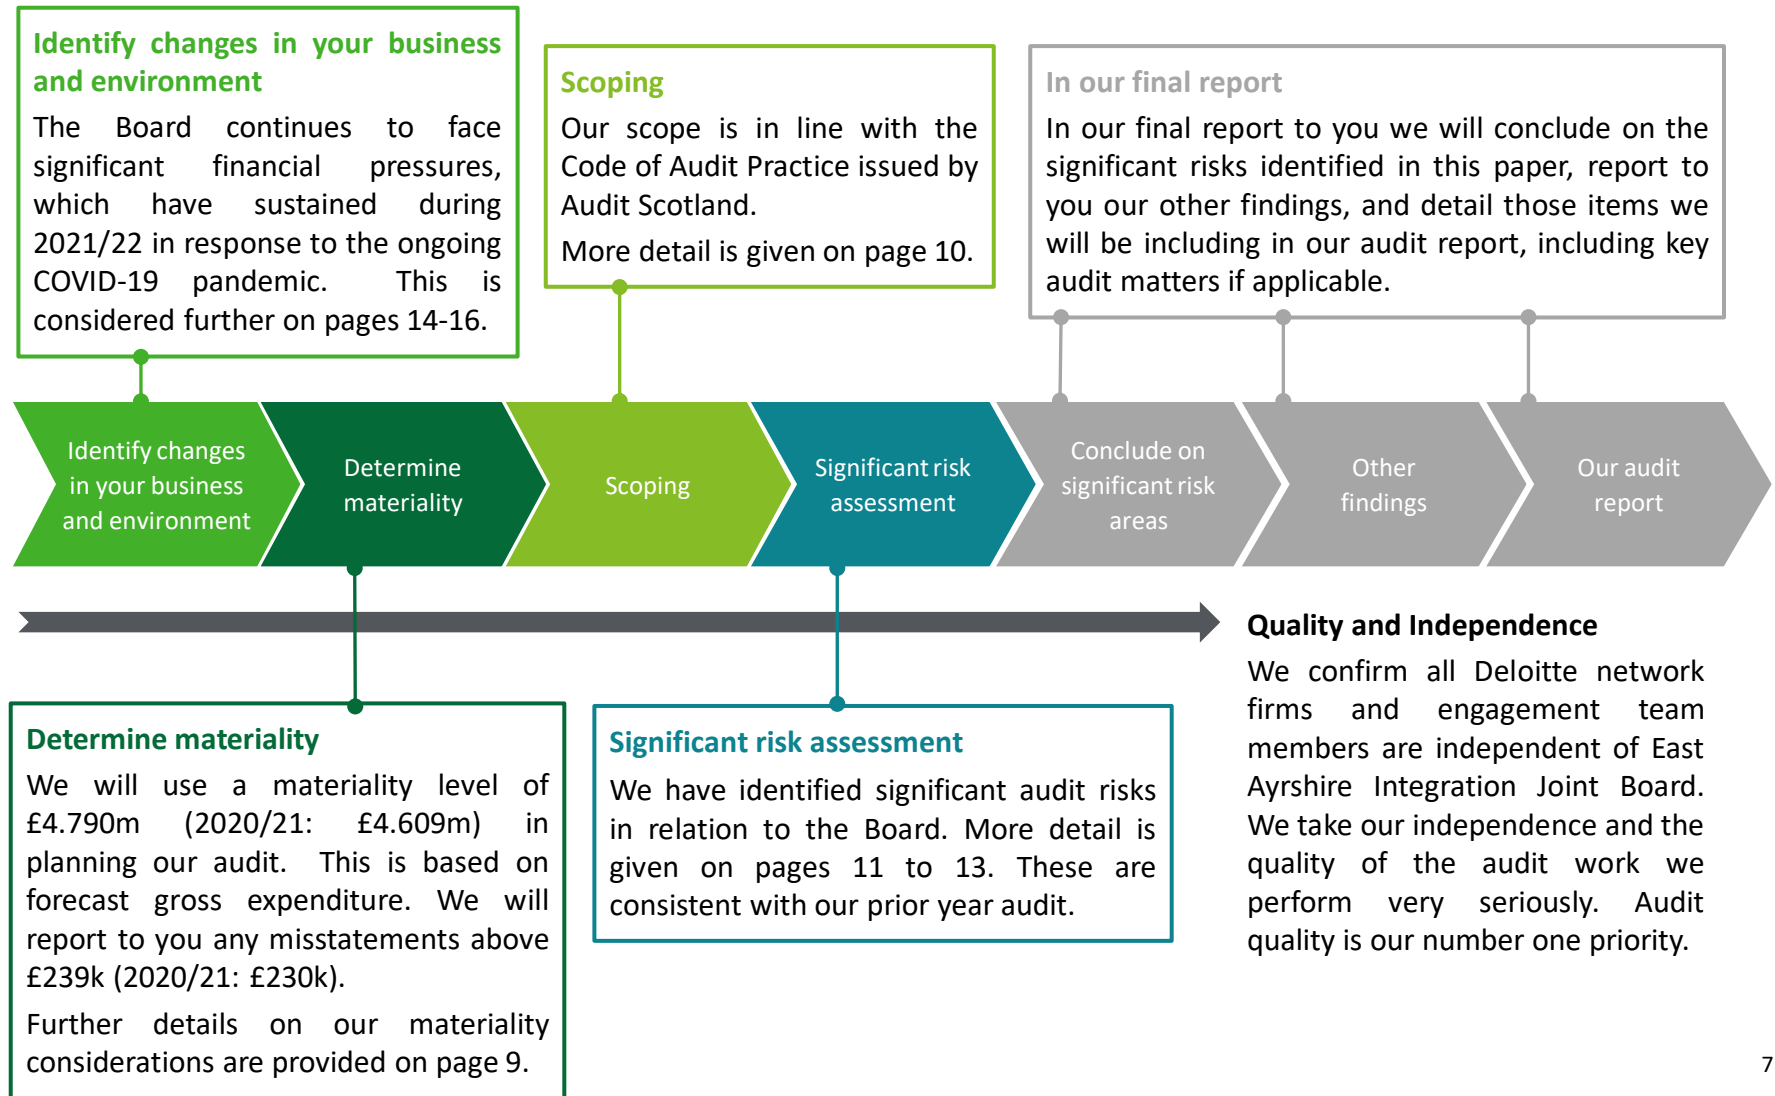 Identify changes in your business
and environment
The Board continues to face
significant financial pressures,
which have sustained during
2021/22 in response to the ongoing
COVID-19 pandemic. This is
considered further on pages 14-16.
Scoping
Our scope is in line with the
Code of Audit Practice issued by
Audit Scotland.
More detail is given on page 10.
In our final report
In our final report to you we will conclude on the
significant risks identified in this paper, report to
you our other findings, and detail those items we
will be including in our audit report, including key
audit matters if applicable.
Identify changes
in your business
and environment
Determine
materiality
Scoping
Significant risk
assessment
Conclude on
significant risk
areas
Other
findings
Our audit
report
Determine materiality
We will use a materiality level of
£4.790m (2020/21: £4.609m) in
planning our audit. This is based on
forecast gross expenditure. We will
report to you any misstatements above
£239k (2020/21: £230k).
Further details on our materiality
considerations are provided on page 9.
Significant risk assessment
We have identified significant audit risks
in relation to the Board. More detail is
given on pages 11 to 13. These are
consistent with our prior year audit.
Quality and Independence
We confirm all Deloitte network
firms and engagement team
members are independent of East
Ayrshire Integration Joint Board.
We take our independence and the
quality of the audit work we
perform very seriously. Audit
quality is our number one priority.
7